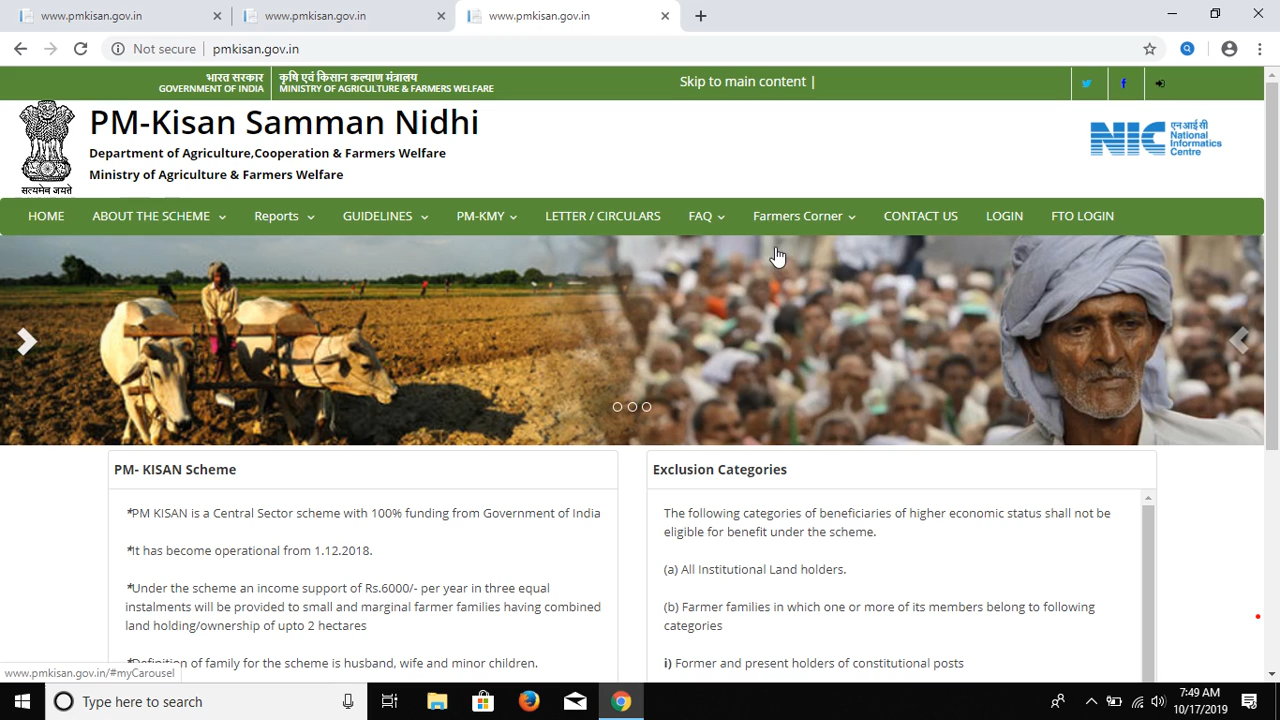 www.pmkisan.gov.in
www.pmkisan.gov.in
www.pmkisan.gov.in
Not secure
pmkisan.gov.in
भारत सरकार
GOVERNMENT OF INDIA
कृषि एवं किसान कल्याण मंत्रालय
MINISTRY OF AGRICULTURE & FARMERS WELFARE
Skip to main content |
सत्यमेव जयते
PM-Kisan Samman Nidhi
Department of Agriculture,Cooperation & Farmers Welfare
Ministry of Agriculture & Farmers Welfare
NIC
एनआईसी
National
Informatics
Centre
HOME ABOUT THE SCHEME Reports GUIDELINES PM-KMY LETTER / CIRCULARS FAQ Farmers Corner CONTACT US LOGIN FTO LOGIN
PM- KISAN Scheme
*PM KISAN is a Central Sector scheme with 100% funding from Government of India
*It has become operational from 1.12.2018.
*Under the scheme an income support of Rs.6000/- per year in three equal
instalments will be provided to small and marginal farmer families having combined
land holding/ownership of upto 2 hectares
*Definition of family for the scheme is husband, wife and minor children.
Exclusion Categories
The following categories of beneficiaries of higher economic status shall not be
eligible for benefit under the scheme.
(a) All Institutional Land holders.
(b) Farmer families in which one or more of its members belong to following
categories
i) Former and present holders of constitutional posts
www.pmkisan.gov.in/#myCarousel
Type here to search
7:49 AM
10/17/2019